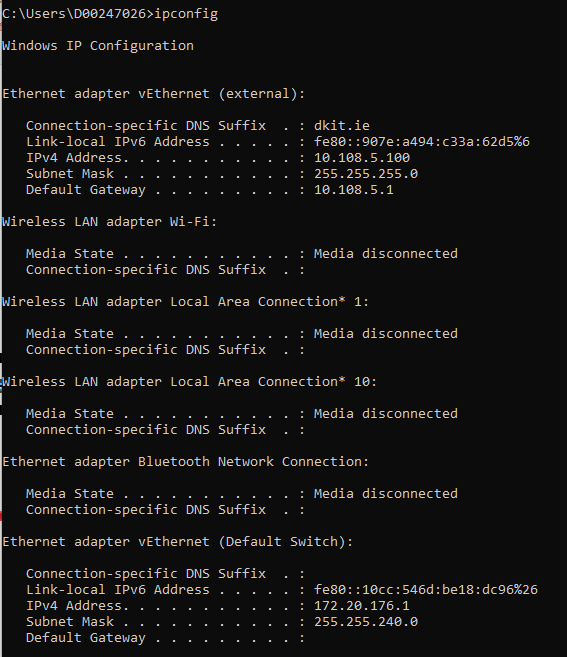 C:\Users\D00247026>ipconfig
Windows IP Configuration
Ethernet adapter vEthernet (external):
Connection-specific DNS Suffix  . : dkit.ie
Link-local IPv6 Address . . . . . : fe80::907e:a494:c33a:62d5%6
IPv4 Address. . . . . . . . . . . : 10.108.5.100
Subnet Mask . . . . . . . . . . . : 255.255.255.0
Default Gateway . . . . . . . . . : 10.108.5.1
Wireless LAN adapter Wi-Fi:
Media State . . . . . . . . . . . : Media disconnected
Connection-specific DNS Suffix  . :
Wireless LAN adapter Local Area Connection* 1:
Media State . . . . . . . . . . . : Media disconnected
Connection-specific DNS Suffix  . :
Wireless LAN adapter Local Area Connection* 10:
Media State . . . . . . . . . . . : Media disconnected
Connection-specific DNS Suffix  . :
Ethernet adapter Bluetooth Network Connection:
Media State . . . . . . . . . . . : Media disconnected
Connection-specific DNS Suffix  . :
Ethernet adapter vEthernet (Default Switch):
Connection-specific DNS Suffix  . :
Link-local IPv6 Address . . . . . : fe80::10cc:546d:be18:dc96%26
IPv4 Address. . . . . . . . . . . : 172.20.176.1
Subnet Mask . . . . . . . . . . . : 255.255.240.0
Default Gateway . . . . . . . . . :